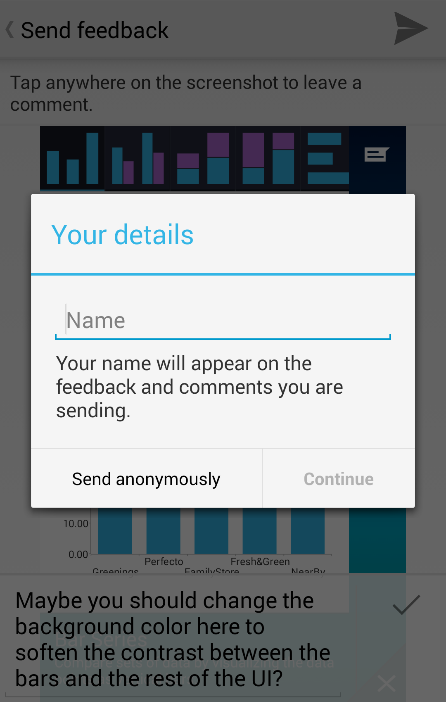 Send feedback
Tap anywhere on the screenshot to leave a
comment.
Your details
Name
Your name will appear on the
feedback and comments you are
sending.
Send anonymously
Continue
10.00
0.00
Perfecto
Fresh&Green
Greenings
FamilyStore
NearBy
Maybe you should change the
background color here to
soften the contrast between the
bars and the rest of the UI?